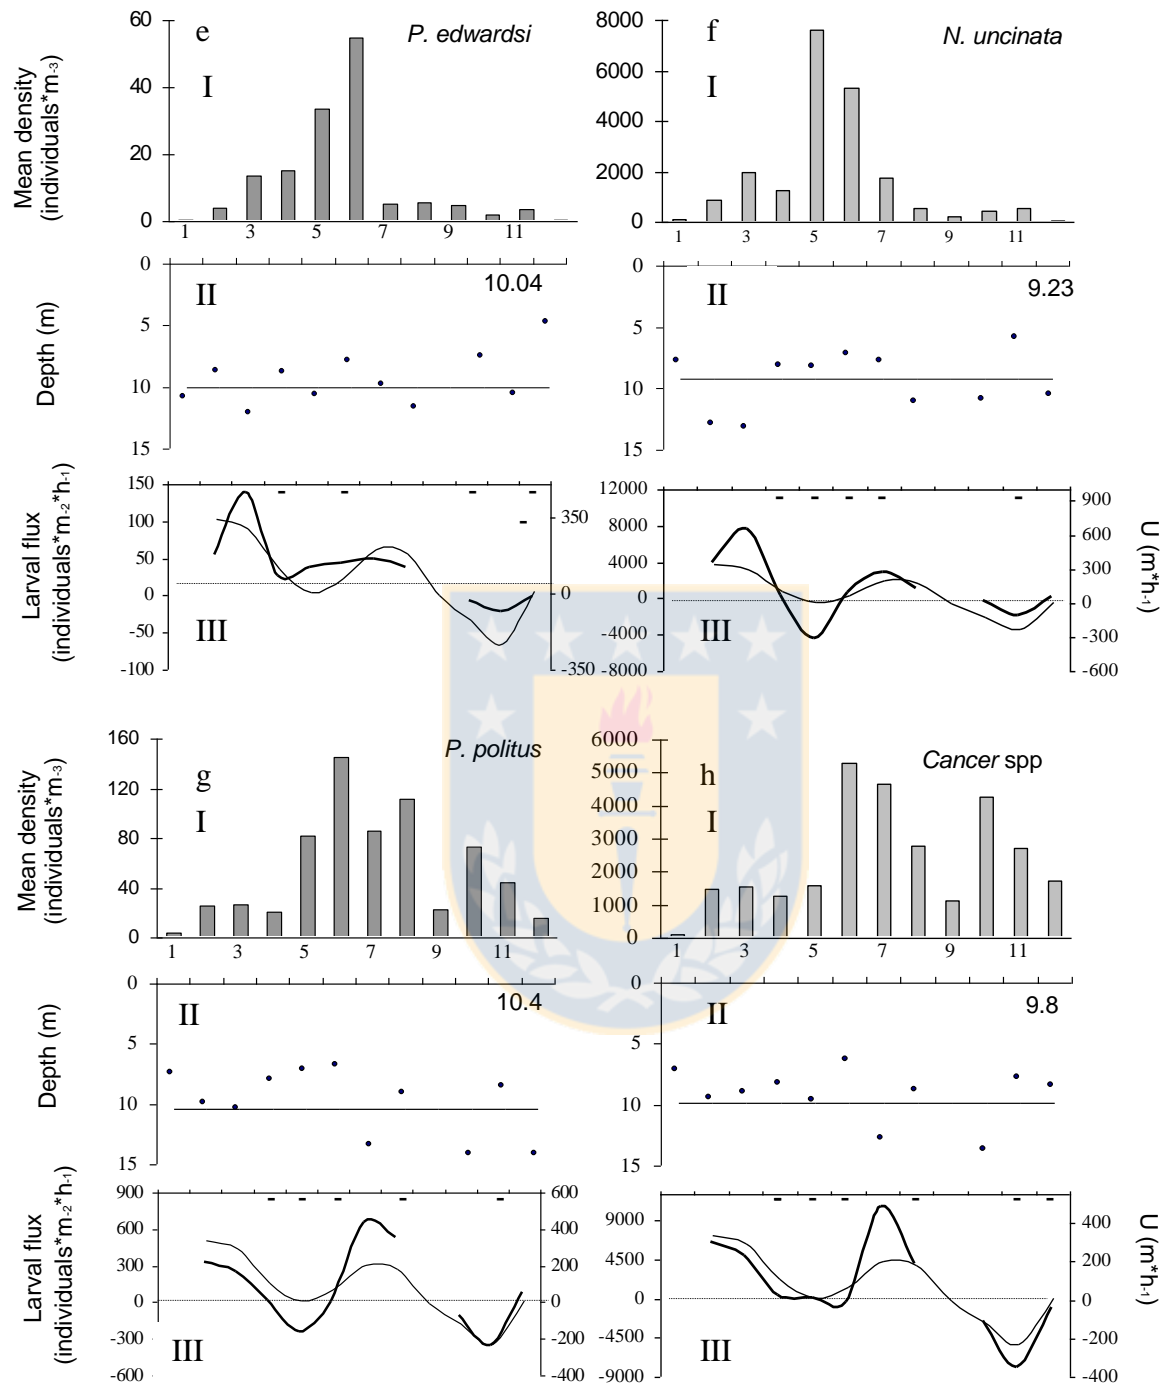 e
P. edwardsi
I
Mean density
(individuals*m-3)
60
40
20
0
1 3 5 7 9 11
f
N. uncinata
I
8000
6000
4000
2000
0
1 3 5 7 9 11
II
10.04
Depth (m)
0
5
10
15
II
9.23
0
5
10
15
Larval flux
(individuals*m-2*h-1)
150
100
50
0
-50
-100
350
0
-350
III
12000
8000
4000
0
-4000
-8000
900
600
300
0
-300
-600
U (m*h-1)
III
g
P. politus
I
Mean density
(individuals*m-3)
160
120
80
40
0
1 3 5 7 9 11
h
Cancer spp
I
6000
5000
4000
3000
2000
1000
0
1 3 5 7 9 11
II
10.4
Depth (m)
0
5
10
15
II
9.8
0
5
10
15
Larval flux
(individuals*m-2*h-1)
900
600
300
0
-300
-600
600
400
200
0
-200
-400
III
9000
4500
0
-4500
-9000
400
200
0
-200
-400
U (m*h-1)
III